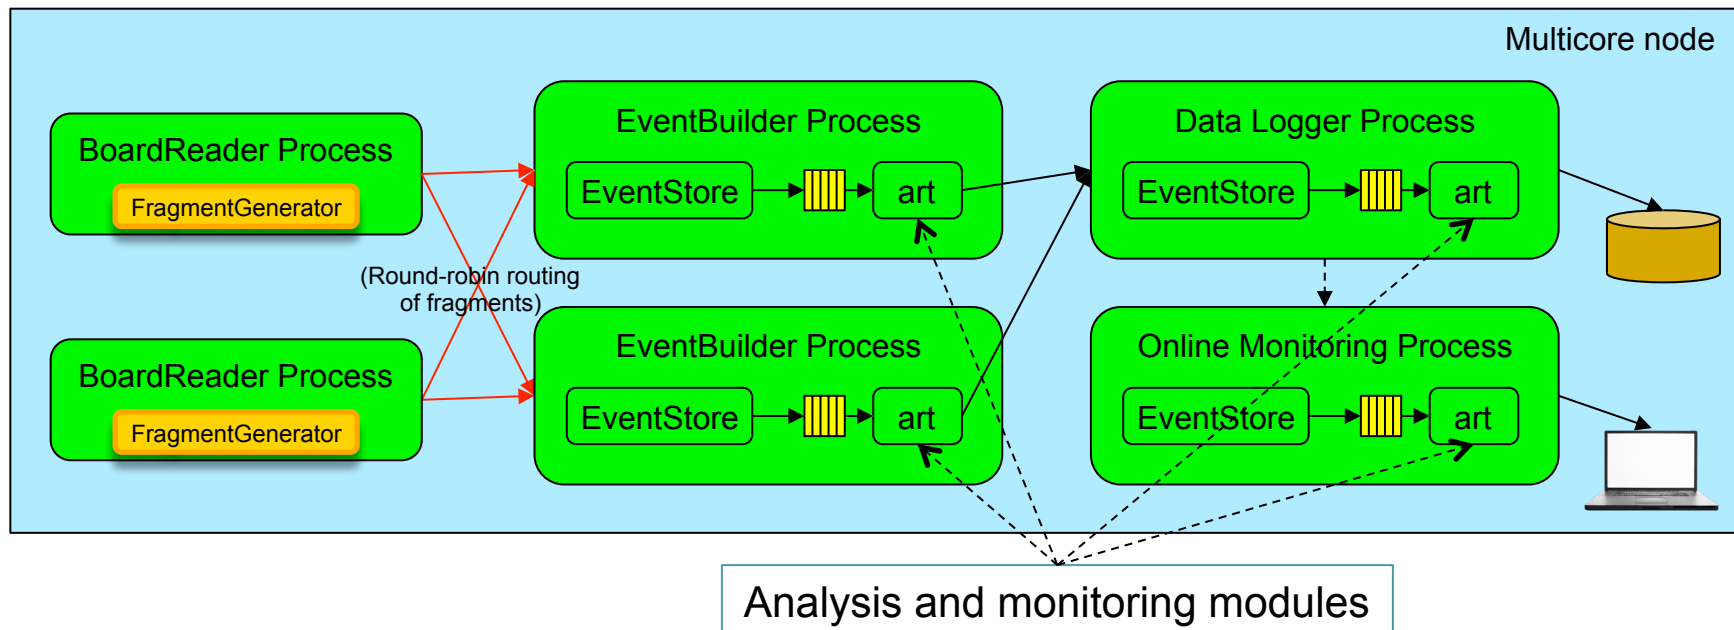 Multicore node
BoardReader Process
FragmentGenerator
BoardReader Process
FragmentGenerator
(Round-robin routing
of fragments)
EventBuilder Process
EventStore
art
EventBuilder Process
EventStore
art
Data Logger Process
EventStore
art
Online Monitoring Process
EventStore
art
Analysis and monitoring modules